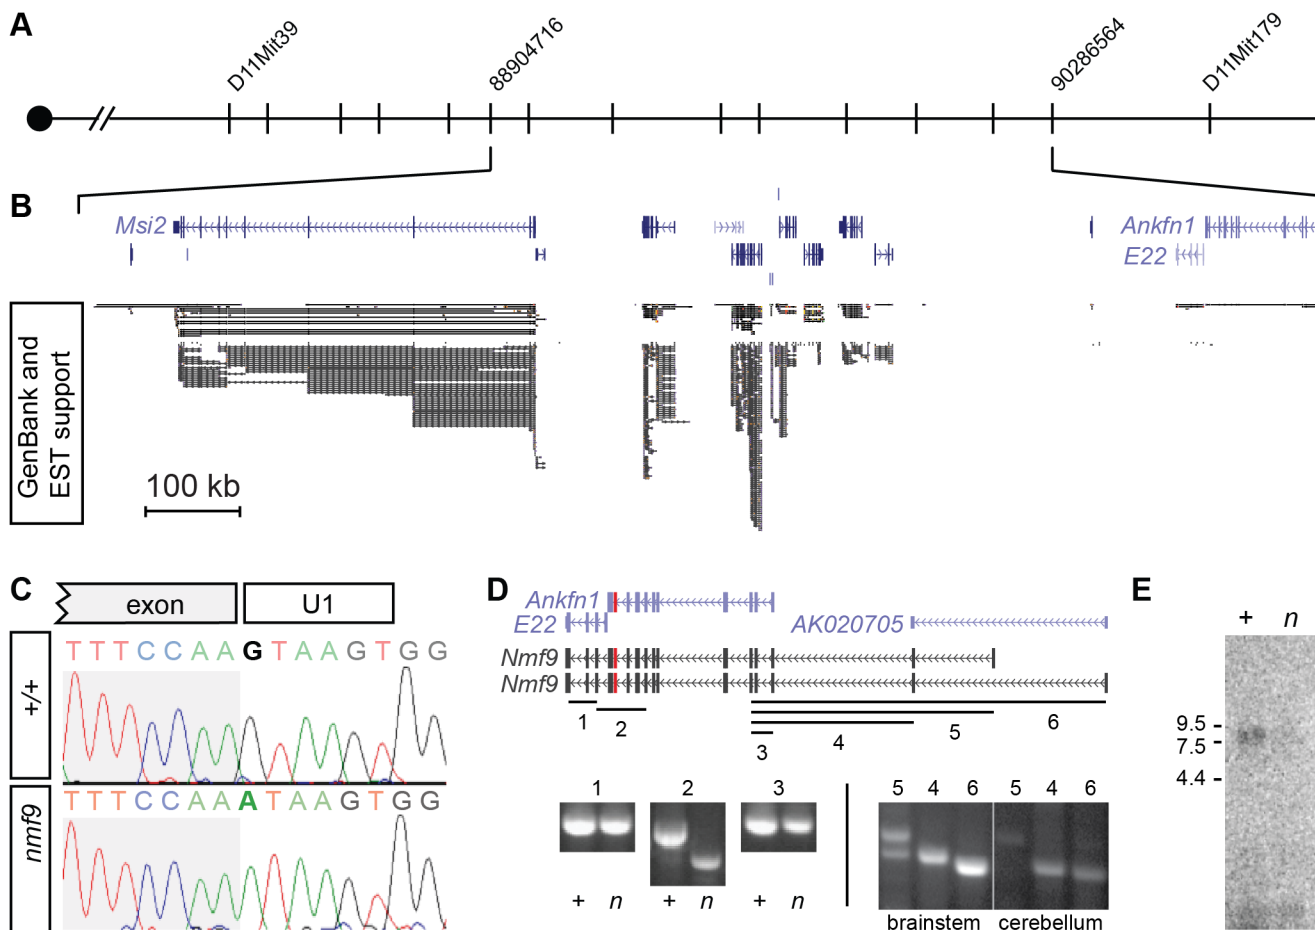 A
D11Mit39
88904716
90286564
D11Mit179
B
Msi2
Ankfn1
E22
GenBank and
EST support
100 kb
C
exon
U1
+/+
TTTCCAAGTAAGTGG
nmf9
TTTCCAAATAAGTGG
D
Ankfn1
E22
AK020705
Nmf9
Nmf9
1
2
3
4
5
6
1 2 3
5 4 6 5 4 6
+ n + n + n
brainstem cerebellum
E
+ n
9.5
7.5
4.4